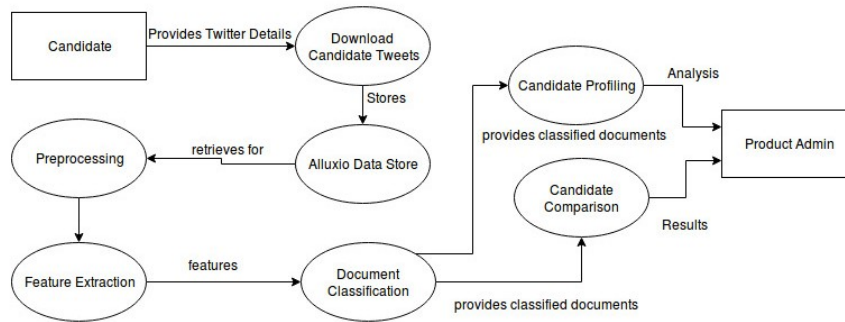 Candidate
Provides Twitter Details
Download
Candidate Tweets
Stores
Candidate Profiling
Analysis
provides classified documents
Product Admin
Preprocessing
retrieves for
Alluxio Data Store
Candidate
Comparison
Results
Feature Extraction
features
Document
Classification
provides classified documents